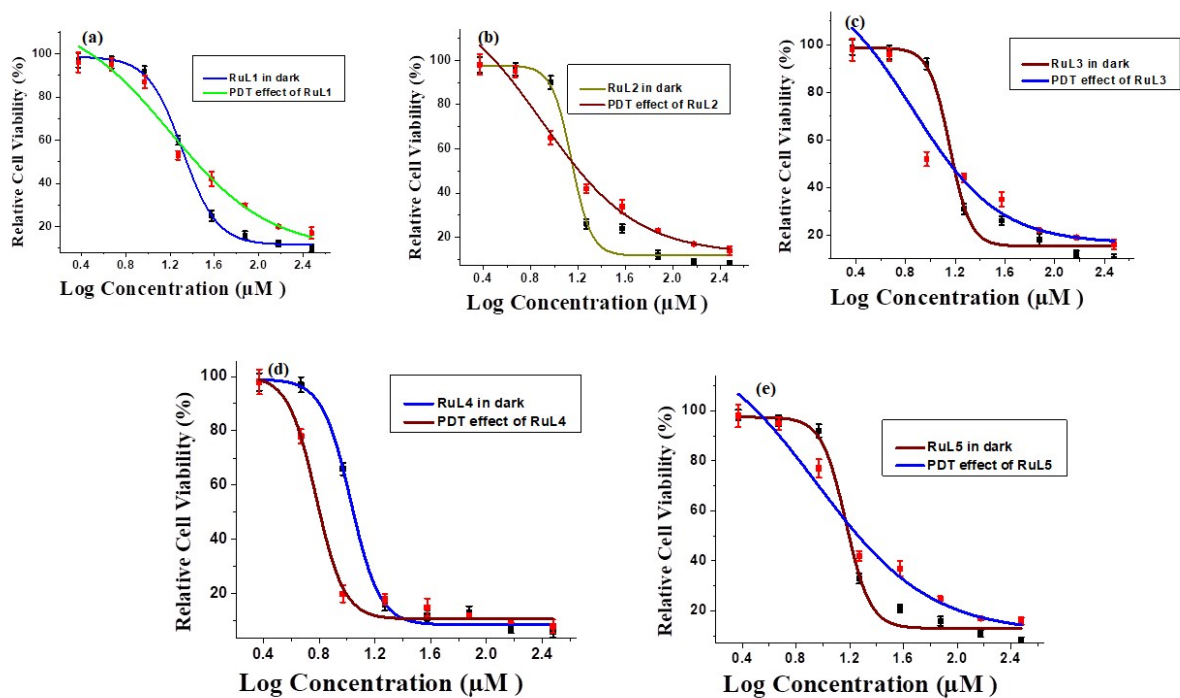 (a)
RuL1 in dark
PDT effect of RuL1
Relative Cell Viability (%)
100
80
60
40
20
0.4 0.8 1.2 1.6 2.0 2.4
Log Concentration (µM )
(b)
RuL2 in dark
PDT effect of RuL2
Relative Cell Viability (%)
100
80
60
40
20
0.4 0.8 1.2 1.6 2.0 2.4
Log Concentration (µM )
(c)
RuL3 in dark
PDT effect of RuL3
Relative Cell Viability (%)
100
80
60
40
20
0.4 0.8 1.2 1.6 2.0 2.4
Log Concentration (µM )
(d)
RuL4 in dark
PDT effect of RuL4
Relative Cell Viability (%)
100
80
60
40
20
0.4 0.8 1.2 1.6 2.0 2.4
Log Concentration (µM )
(e)
RuL5 in dark
PDT effect of RuL5
Relative Cell Viability (%)
100
80
60
40
20
0.4 0.8 1.2 1.6 2.0 2.4
Log Concentration (µM )